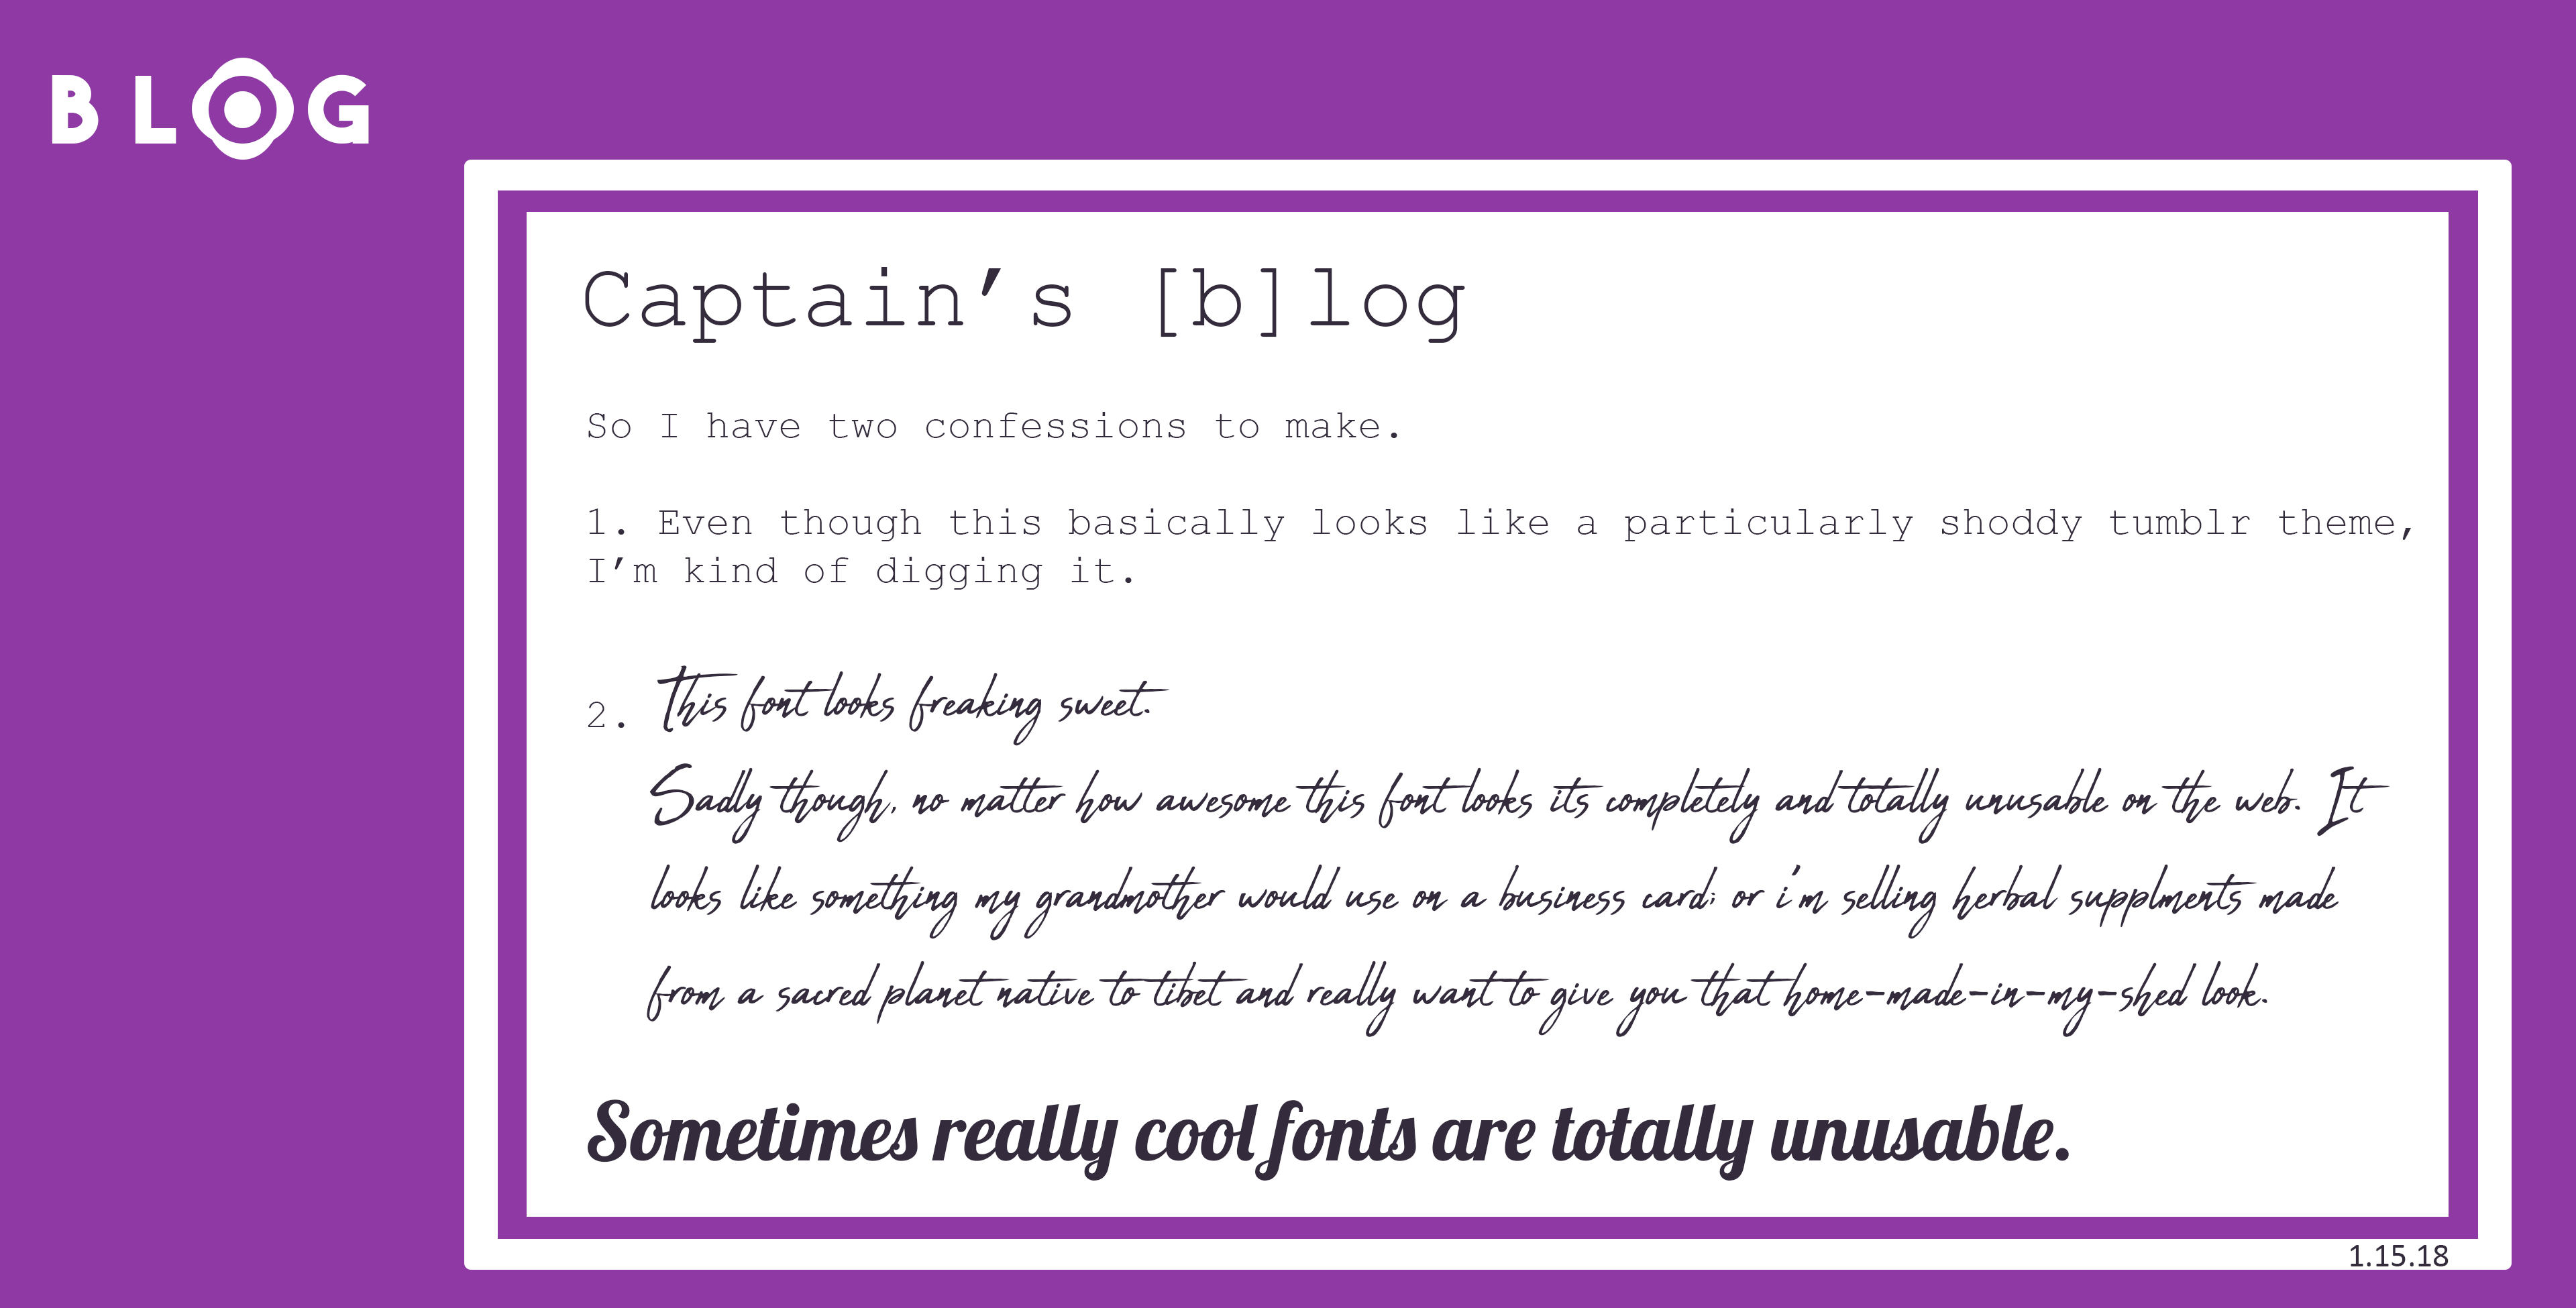 BLOG
Captain's [b]log
So I have two confessions to make.
1. Even though this basically looks like a particularly shoddy tumblr theme,
I'm kind of digging it.
2. This font looks freaking sweet.
Sadly though, no matter how awesome this font looks its completely and totally unusable on the web. It
looks like something my grandmother would use on a business card; or i'm selling herbal supplments made
from a sacred planet native to tibet and really want to give you that home-made-in-my-shed look.
Sometimes really cool fonts are totally unusable.
1.15.18